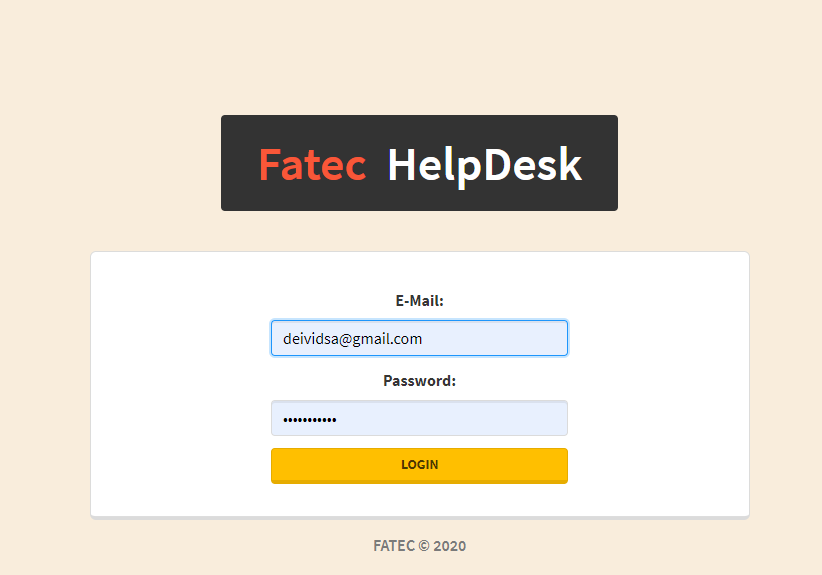 Fatec HelpDesk
E-Mail:
deividsa@gmail.com
Password:
•••••••••••
LOGIN
FATEC © 2020